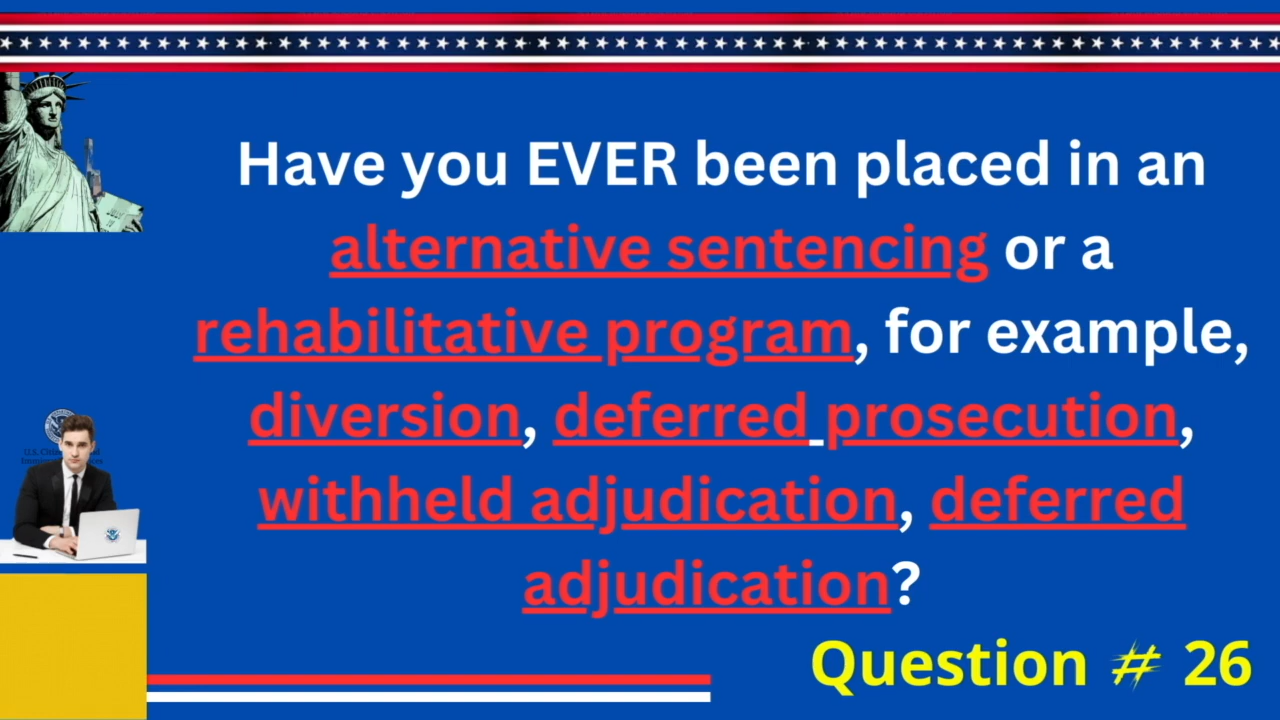 Have you EVER been placed in an
alternative sentencing or a
rehabilitative program, for example,
diversion, deferred prosecution,
withheld adjudication, deferred
adjudication?
U.S. Citiz
Question # 26